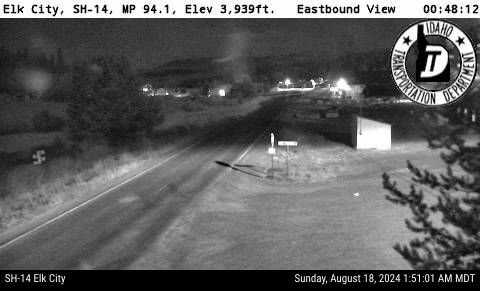 Elk City, SH-14, MP 94.1, Elev 3,939ft. Eastbound View 00:48:12
IDAHO
TRANSPORTATION DEPARTMENT
SH-14 Elk City Sunday, August 18, 2024 1:51:01 AM MDT